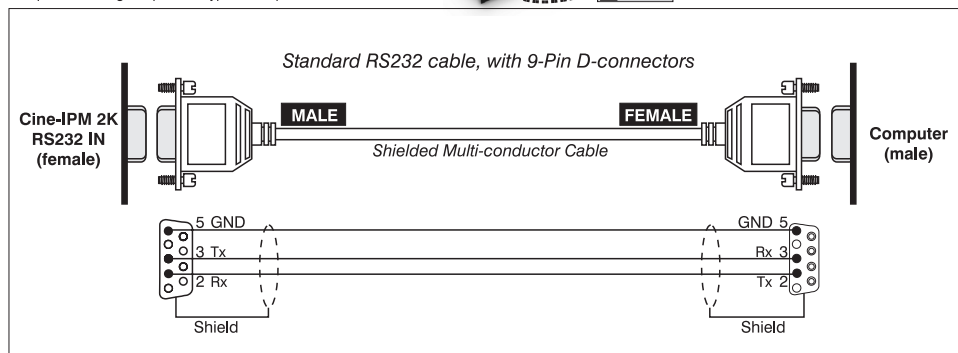 Standard RS232 cable, with 9-Pin D-connectors
Cine-IPM 2K
RS232 IN
(female)
MALE
FEMALE
Computer
(male)
Shielded Multi-conductor Cable
5 GND
GND 5
3 Tx
Rx 3
2 Rx
Tx 2
Shield
Shield